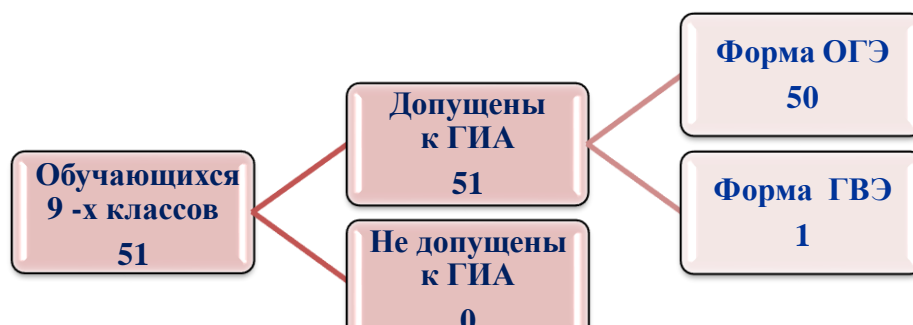 Обучающихся
9 -х классов
51
Допущены
к ГИА
51
Не допущены
к ГИА
0
Форма ОГЭ
50
Форма ГВЭ
1